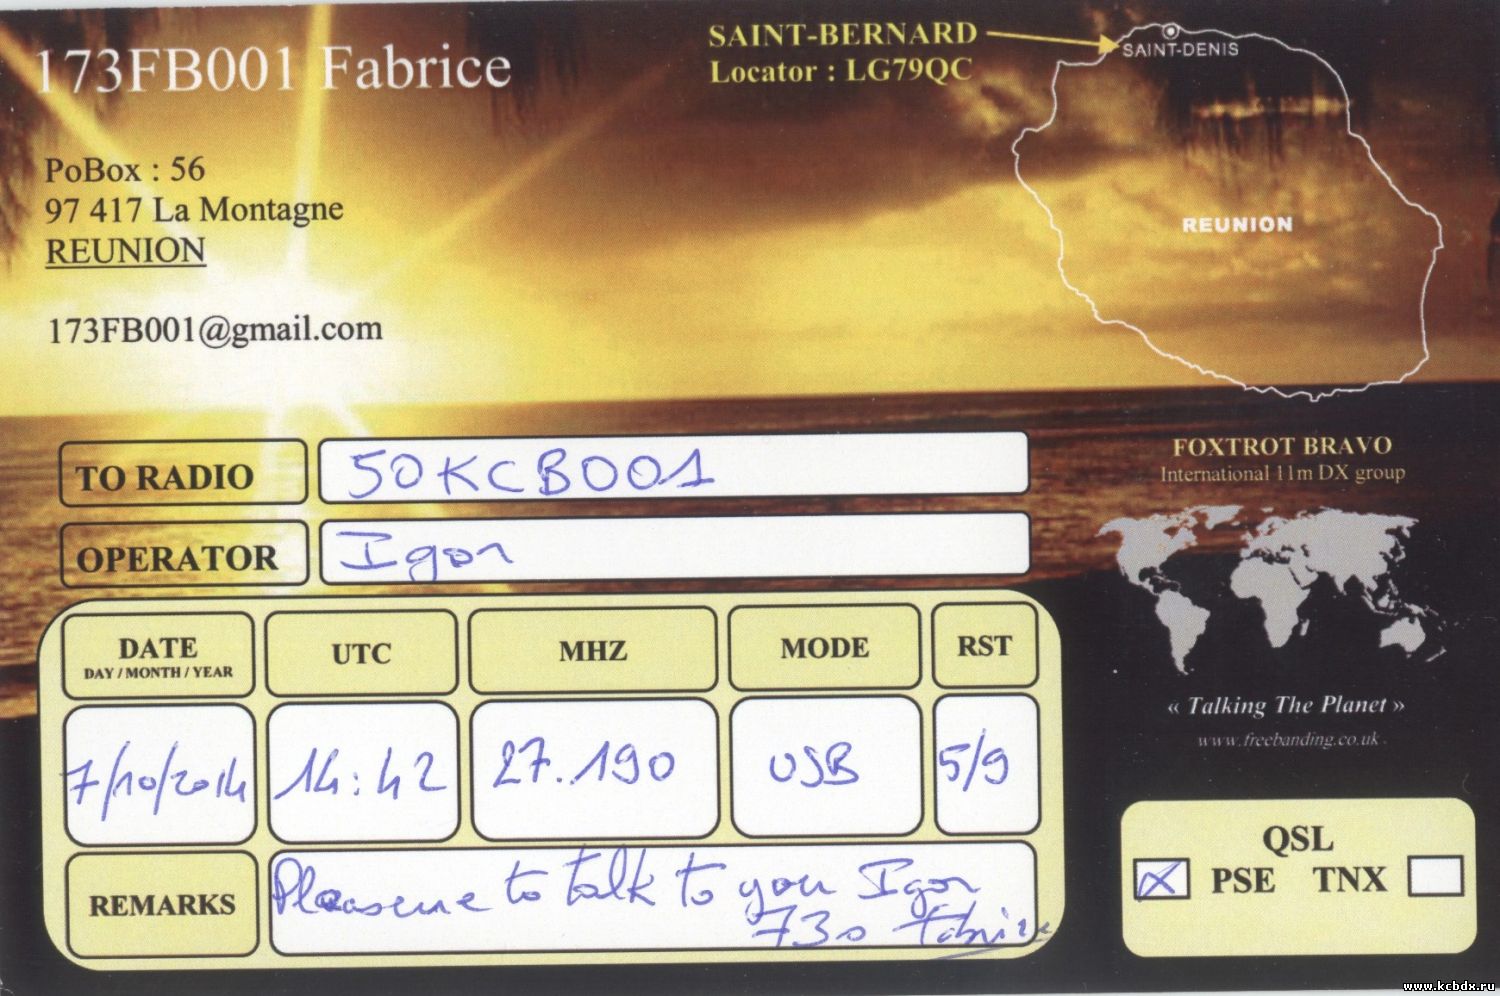 173FB001 Fabrice
SAINT-BERNARD
Locator : LG79QC
SAINT-DENIS
PoBox : 56
97 417 La Montagne
REUNION
173FB001@gmail.com
REUNION
TO RADIO 50KCB001
OPERATOR Igor
FOXTROT BRAVO
International 11m DX group
DATE UTC MHZ MODE RST
DAY / MONTH / YEAR
7/10/2014 14:42 27.190 USB 5/9
REMARKS Pleasure to talk to you Igor
73s Fabrice
« Talking The Planet »
www.freebanding.co.uk
QSL
PSE TNX
www.kcbdx.ru